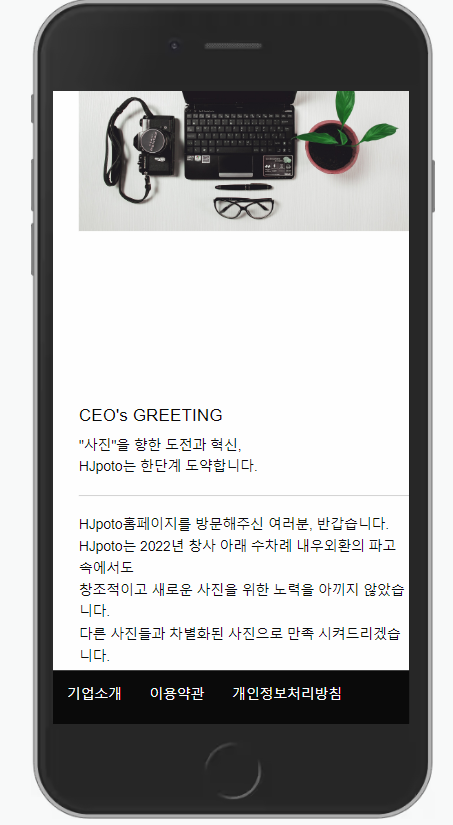 CEO's GREETING
"사진"을 향한 도전과 혁신,
HJpoto는 한단계 도약합니다.
HJpoto홈페이지를 방문해주신 여러분, 반갑습니다.
HJpoto는 2022년 창사 아래 수차례 내우외환의 파고
속에서도
창조적이고 새로운 사진을 위한 노력을 아끼지 않았습
니다.
다른 사진들과 차별화된 사진으로 만족 시켜드리겠습
니다.
기업소개 이용약관 개인정보처리방침